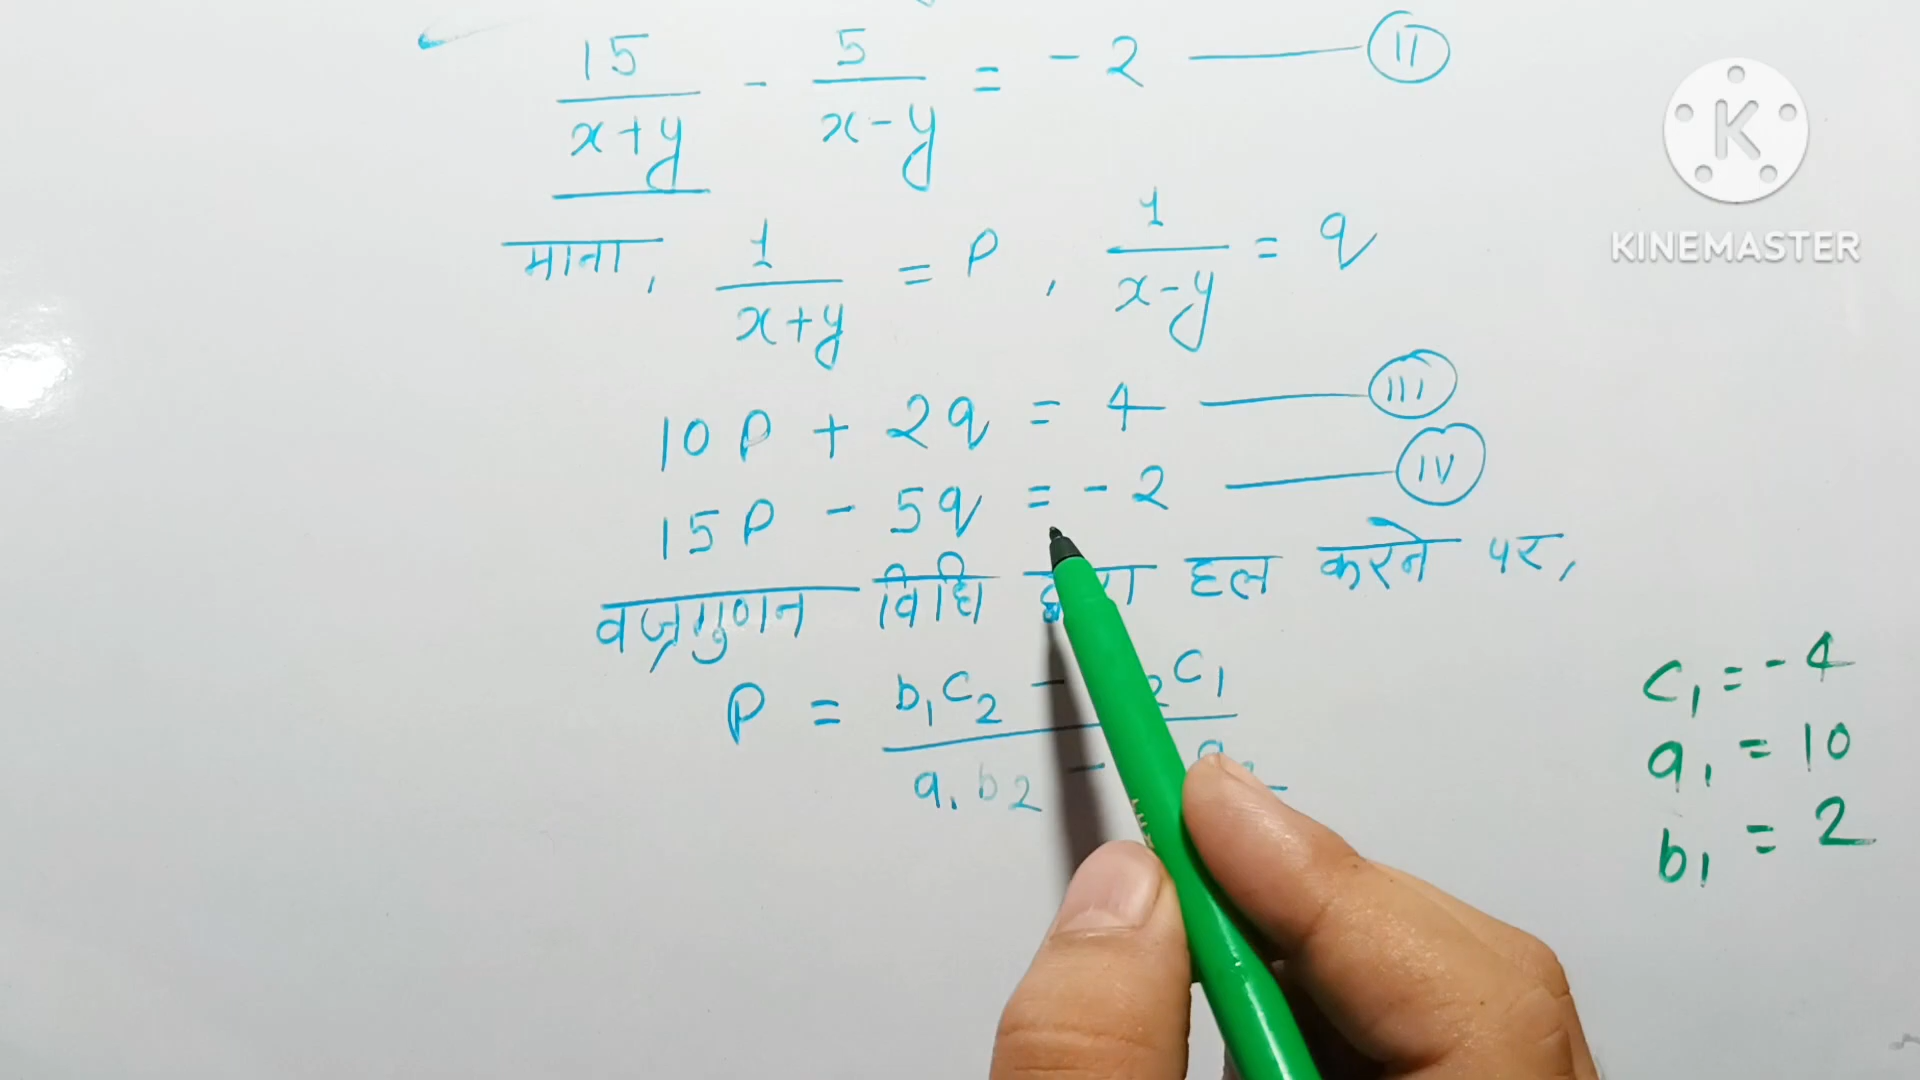 15/(x+y) - 5/(x-y) = -2 — II
माना, 1/(x+y) = P, 1/(x-y) = q
10P + 2q = 4 — III
15P - 5q = -2 — IV
वज्रगुणन विधि हल करने पर,
P = (b₁c₂ - ₂c₁)/(a₁b₂ -
c₁ = -4
a₁ = 10
b₁ = 2
K
KINEMASTER